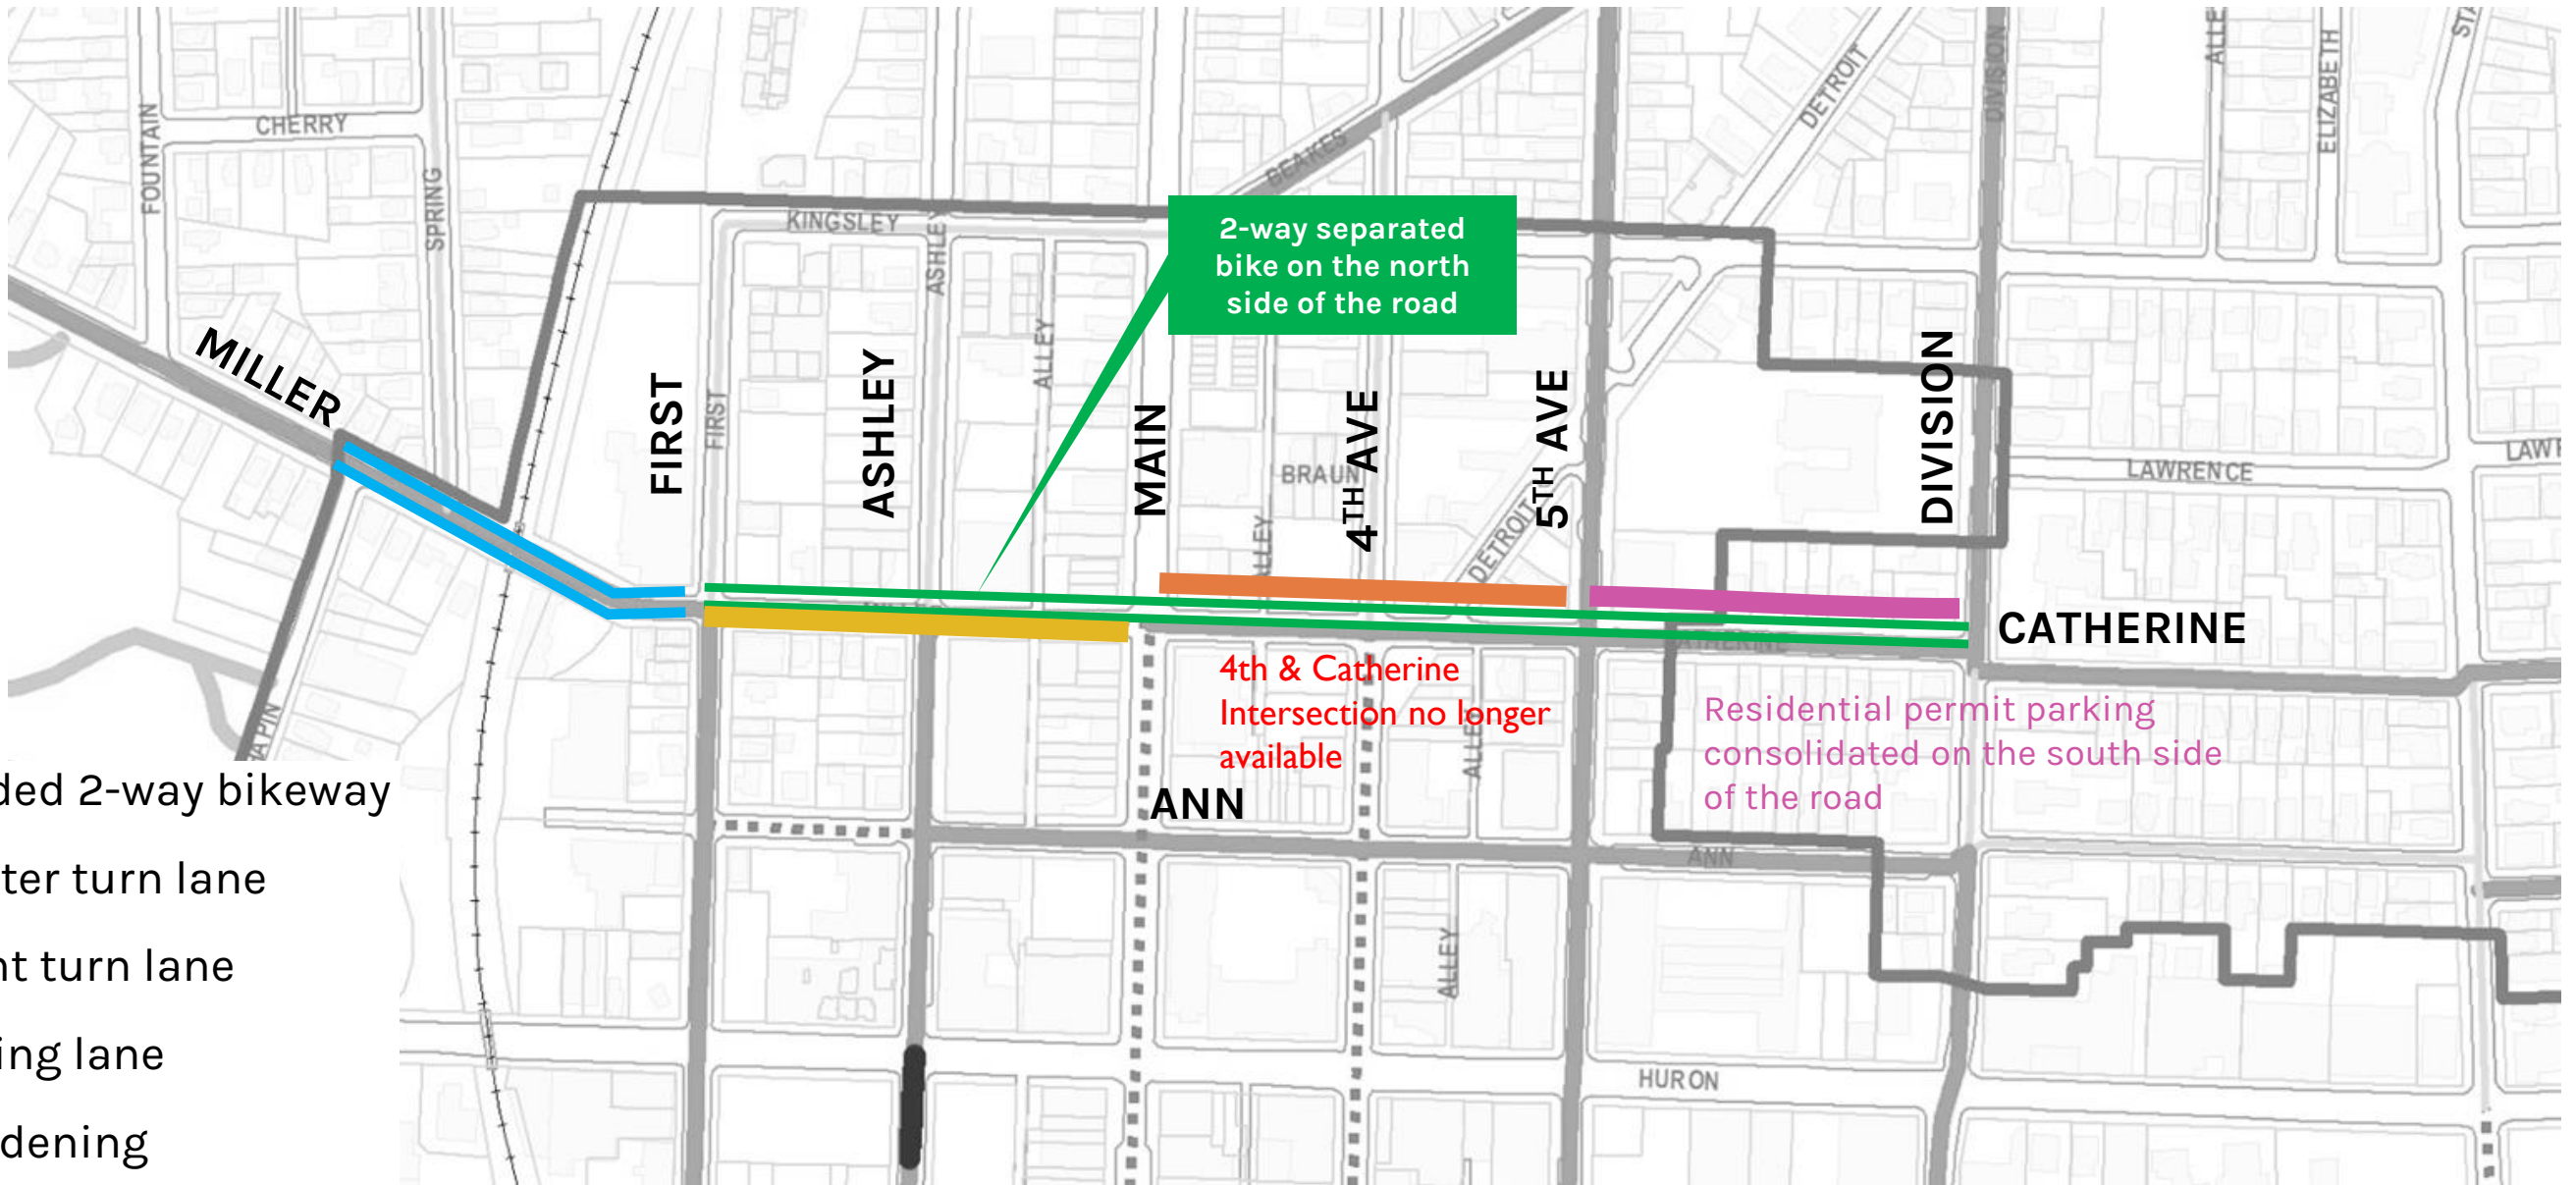 CHERRY
FOUNTAIN
SPRING
KINGSLEY
ASHLEY
BEAKES
DETROIT
DIVISION
ELIZABETH
2-way separated
bike on the north
side of the road
MILLER
FIRST
FIRST
ASHLEY
ALLEY
MAIN
BRAUN
4TH AVE
5TH AVE
DETROIT
DIVISION
LAWRENCE
CATHERINE
4th & Catherine
Intersection no longer
available
Residential permit parking
consolidated on the south side
of the road
ALLEY
ANN
ANN
ALLEY
HURON
ded 2-way bikeway
ter turn lane
nt turn lane
ing lane
dening